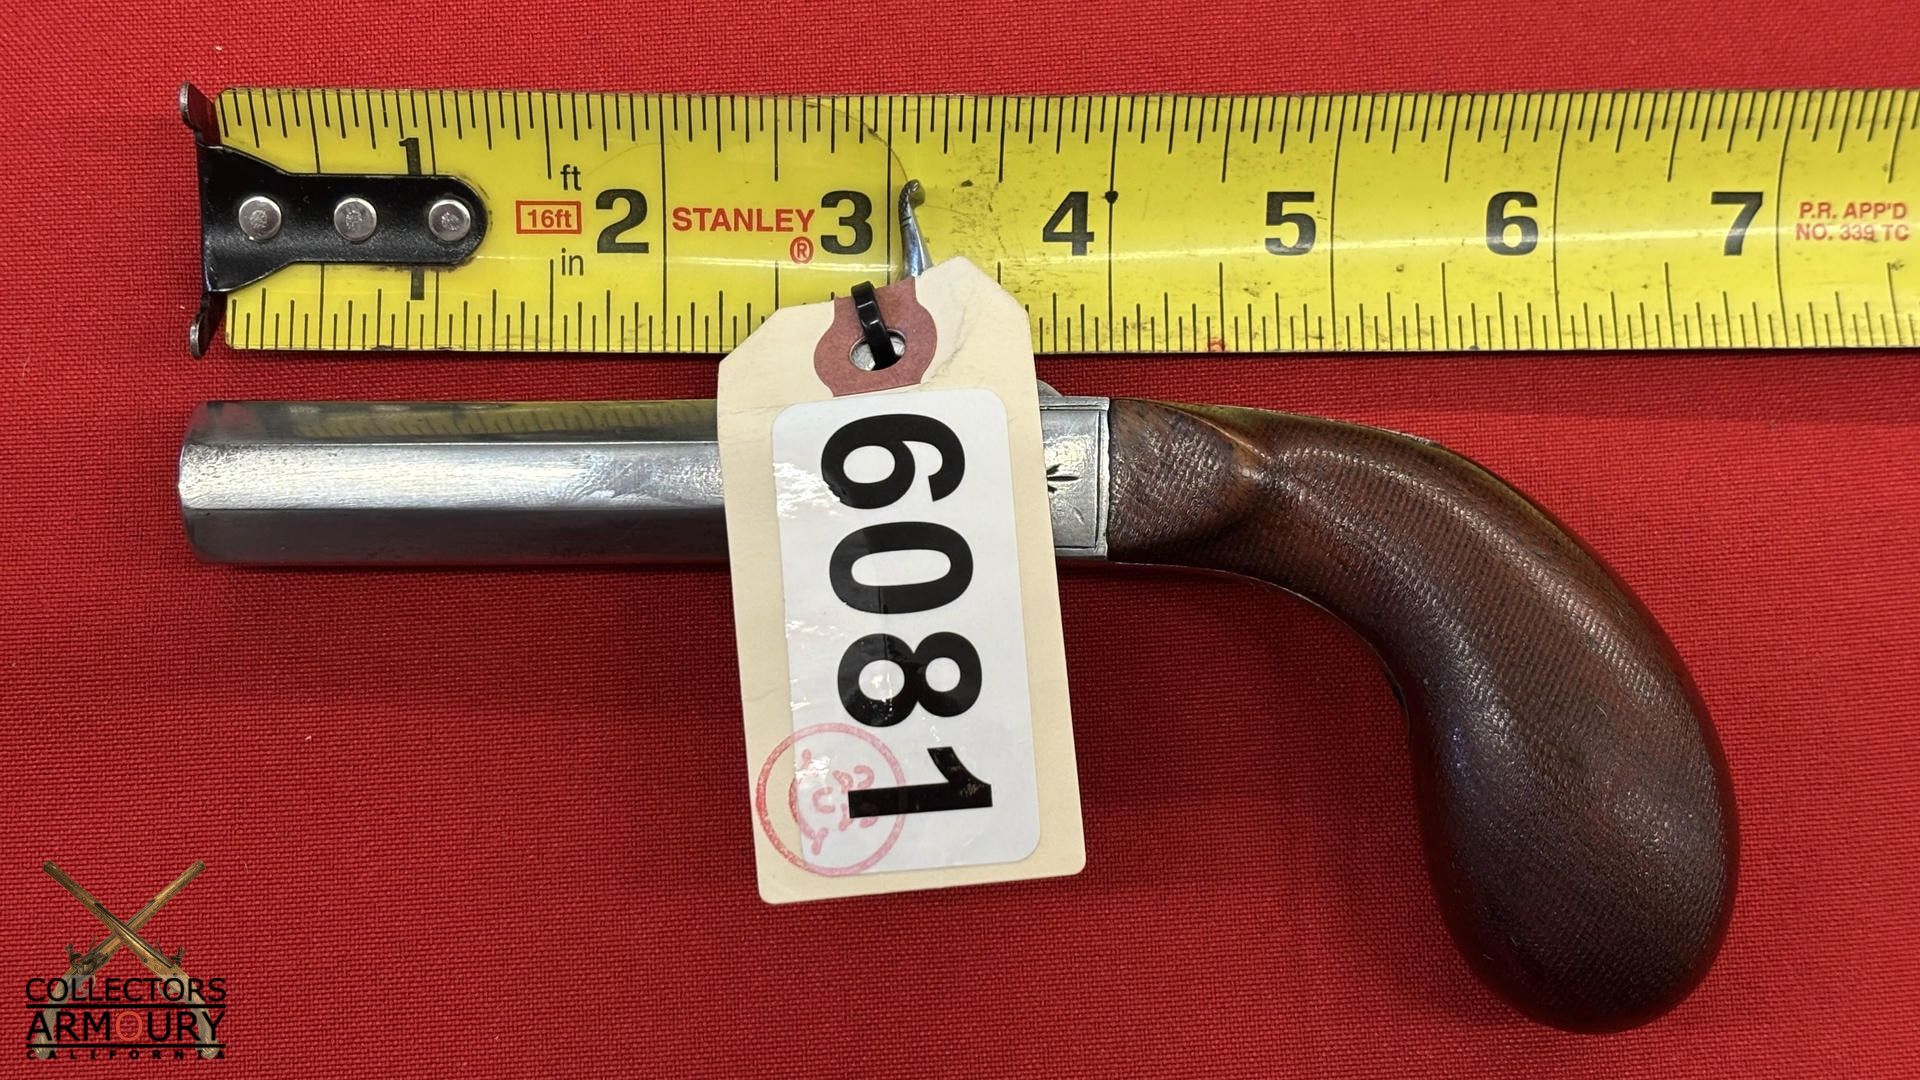 1
ft
16ft
in
2
STANLEY
®
3
4
5
6
7
P.R. APP'D
NO. 339 TC
6081
COLLECTORS
ARMOURY
CALIFORNIA